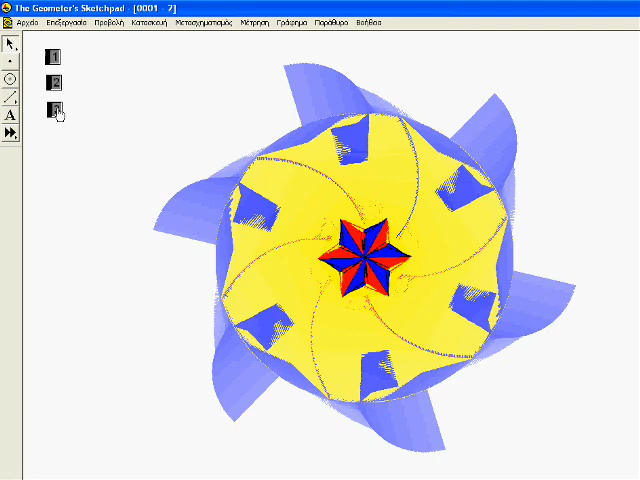 The Geometer's Sketchpad - [0001 - 7]
Αρχείο Επεξεργασία Προβολή Κατασκευή Μετασχηματισμός Μέτρηση Γράφημα Παράθυρο Βοήθεια
1
2
A